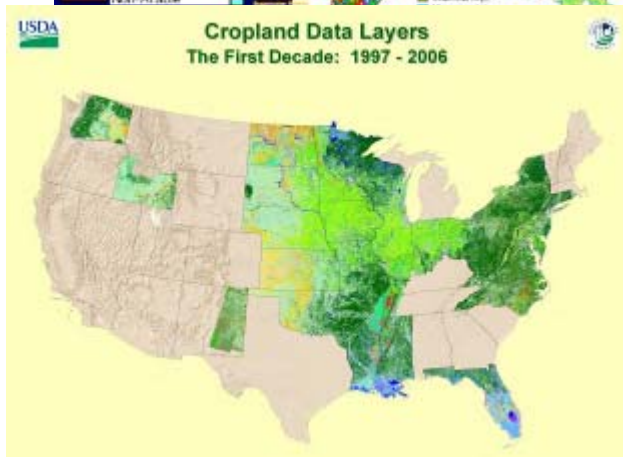 USDA
Cropland Data Layers
The First Decade: 1997 - 2006